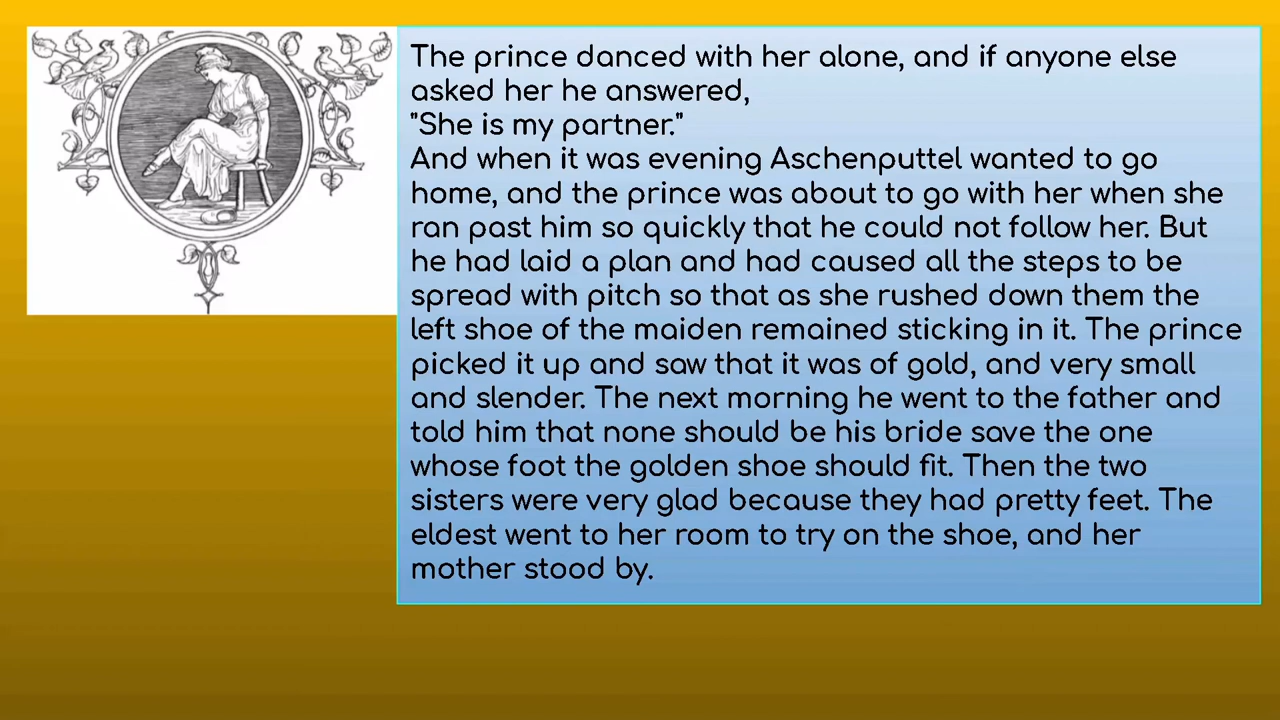 The prince danced with her alone, and if anyone else
asked her he answered,
"She is my partner."
And when it was evening Aschenputtel wanted to go
home, and the prince was about to go with her when she
ran past him so quickly that he could not follow her. But
he had laid a plan and had caused all the steps to be
spread with pitch so that as she rushed down them the
left shoe of the maiden remained sticking in it. The prince
picked it up and saw that it was of gold, and very small
and slender. The next morning he went to the father and
told him that none should be his bride save the one
whose foot the golden shoe should fit. Then the two
sisters were very glad because they had pretty feet. The
eldest went to her room to try on the shoe, and her
mother stood by.